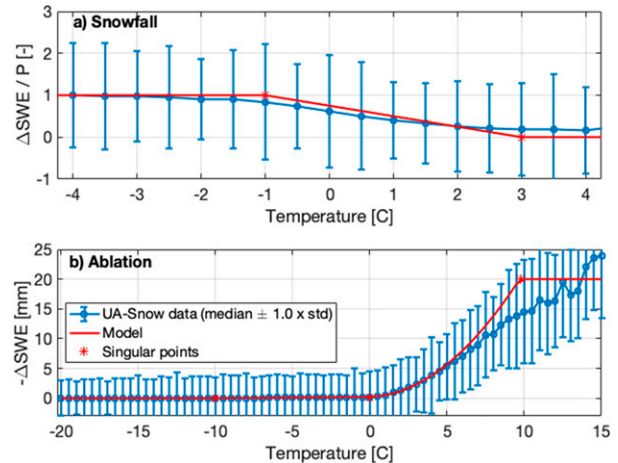 a) Snowfall
3
2
1
0
-1
ΔSWE / P [-]
-4 -3 -2 -1 0 1 2 3 4
Temperature [C]
b) Ablation
25
20
15
10
5
0
-ΔSWE [mm]
UA-Snow data (median ± 1.0 x std)
Model
Singular points
-20 -15 -10 -5 0 5 10 15
Temperature [C]